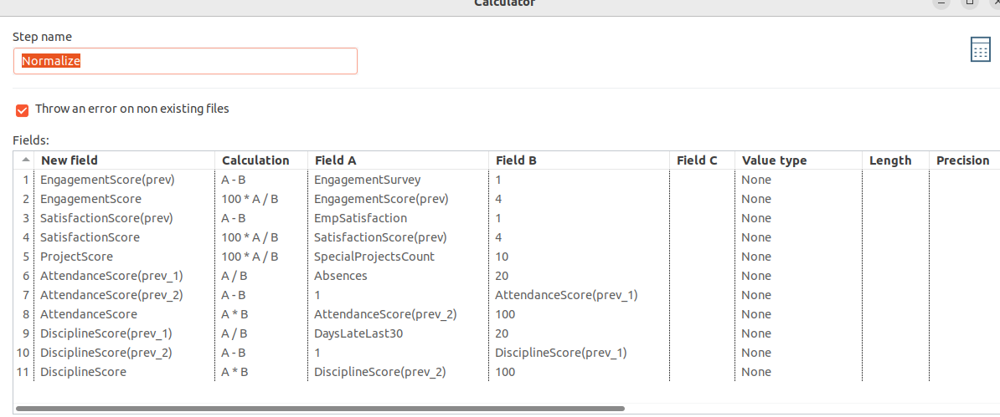 Calculator
Step name
Normalize
Throw an error on non existing files
Fields:
New field Calculation Field A Field B Field C Value type Length Precision
1 EngagementScore(prev) A - B EngagementSurvey 1 None
2 EngagementScore 100 * A / B EngagementScore(prev) 4 None
3 SatisfactionScore(prev) A - B EmpSatisfaction 1 None
4 SatisfactionScore 100 * A / B SatisfactionScore(prev) 4 None
5 ProjectScore 100 * A / B SpecialProjectsCount 10 None
6 AttendanceScore(prev_1) A / B Absences 20 None
7 AttendanceScore(prev_2) A - B 1 AttendanceScore(prev_1) None
8 AttendanceScore A * B AttendanceScore(prev_2) 100 None
9 DisciplineScore(prev_1) A / B DaysLateLast30 20 None
10 DisciplineScore(prev_2) A - B 1 DisciplineScore(prev_1) None
11 DisciplineScore A * B DisciplineScore(prev_2) 100 None